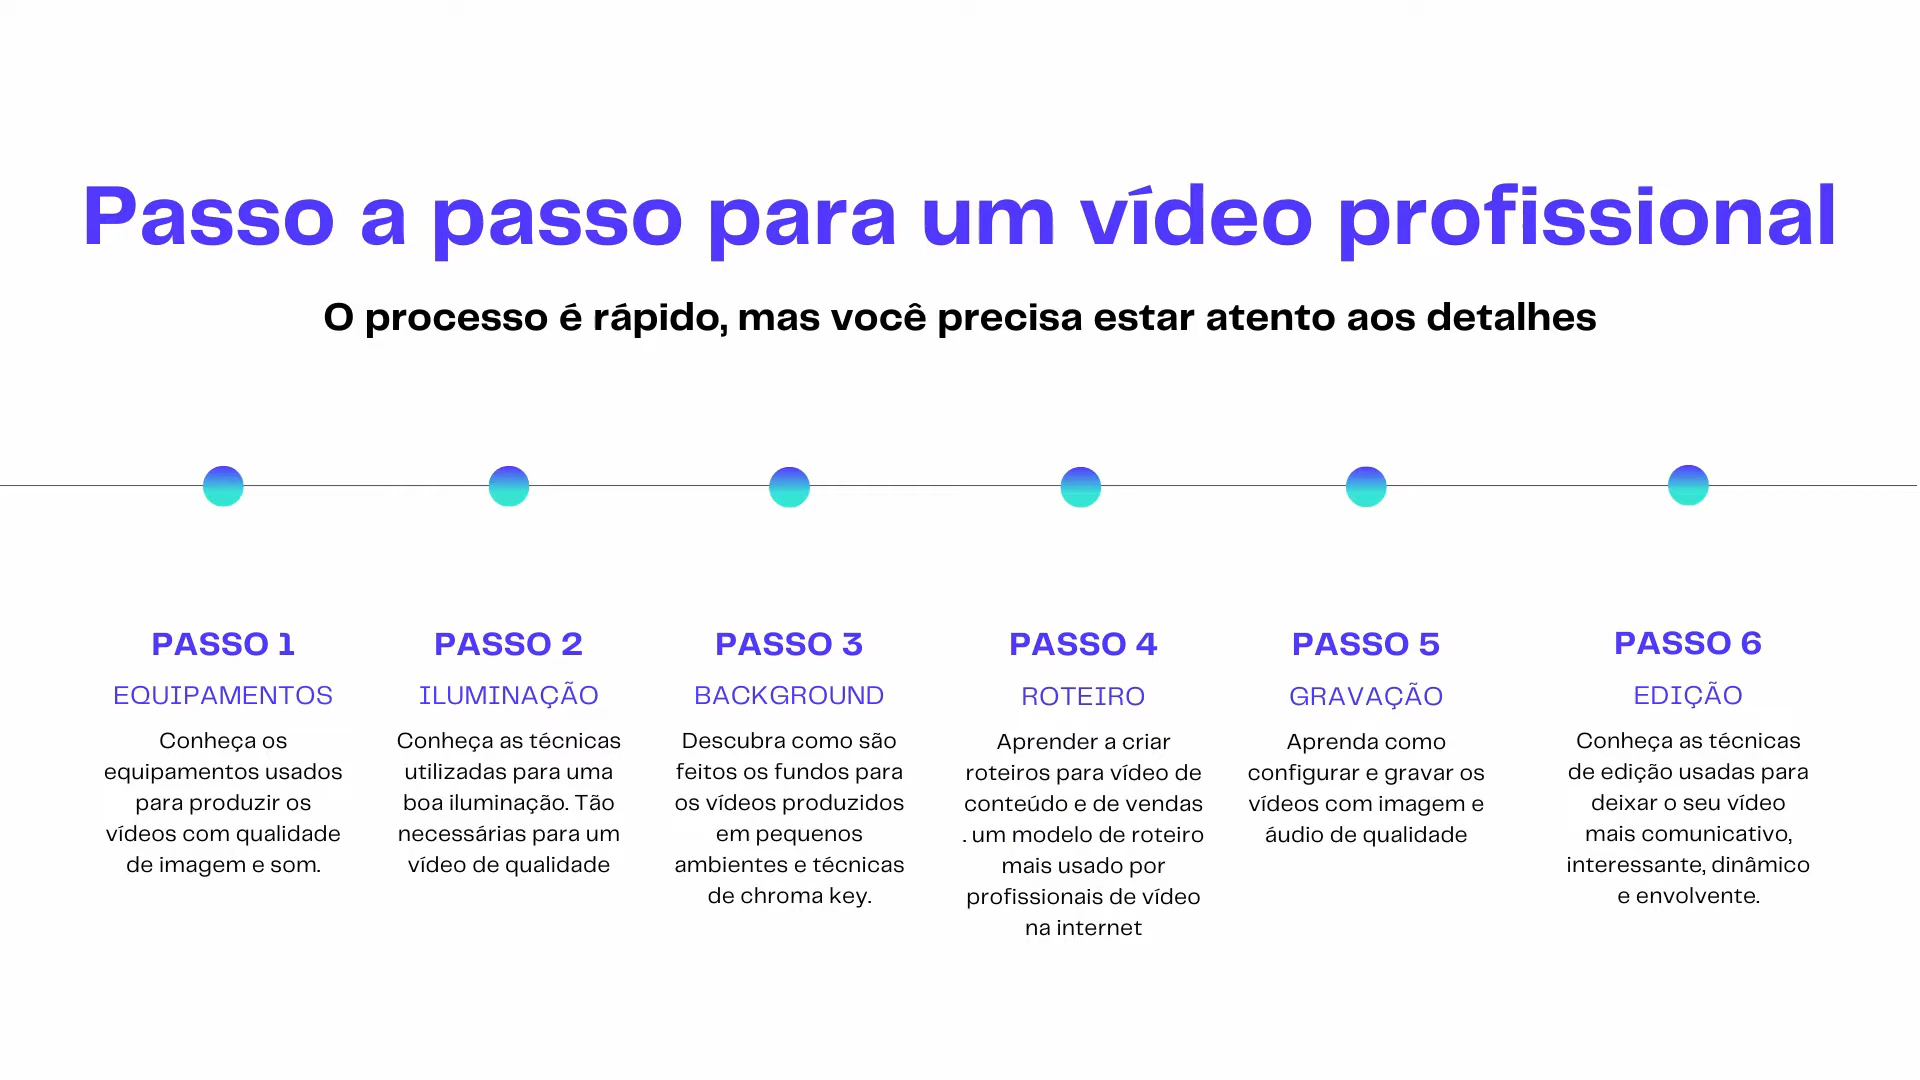 Passo a passo para um vídeo profissional
O processo é rápido, mas você precisa estar atento aos detalhes
PASSO 1
EQUIPAMENTOS
Conheça os
equipamentos usados
para produzir os
vídeos com qualidade
de imagem e som.
PASSO 2
ILUMINAÇÃO
Conheça as técnicas
utilizadas para uma
boa iluminação. Tão
necessárias para um
vídeo de qualidade
PASSO 3
BACKGROUND
Descubra como são
feitos os fundos para
os vídeos produzidos
em pequenos
ambientes e técnicas
de chroma key.
PASSO 4
ROTEIRO
Aprender a criar
roteiros para vídeo de
conteúdo e de vendas
. um modelo de roteiro
mais usado por
profissionais de vídeo
na internet
PASSO 5
GRAVAÇÃO
Aprenda como
configurar e gravar os
vídeos com imagem e
áudio de qualidade
PASSO 6
EDIÇÃO
Conheça as técnicas
de edição usadas para
deixar o seu vídeo
mais comunicativo,
interessante, dinâmico
e envolvente.